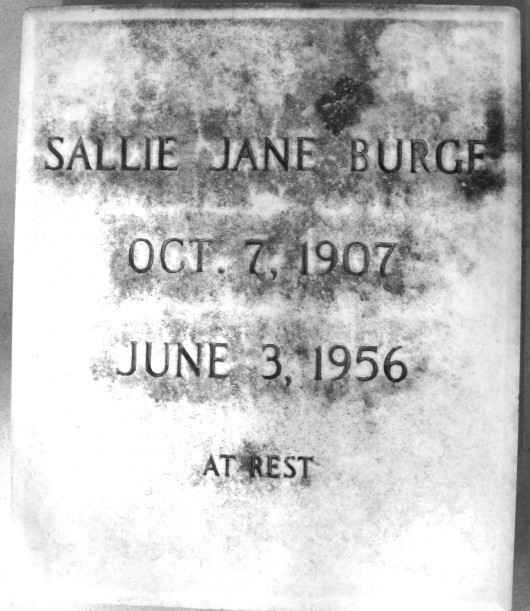 SALLIE JANE BURGE
OCT. 7, 1907
JUNE 3, 1956
AT REST